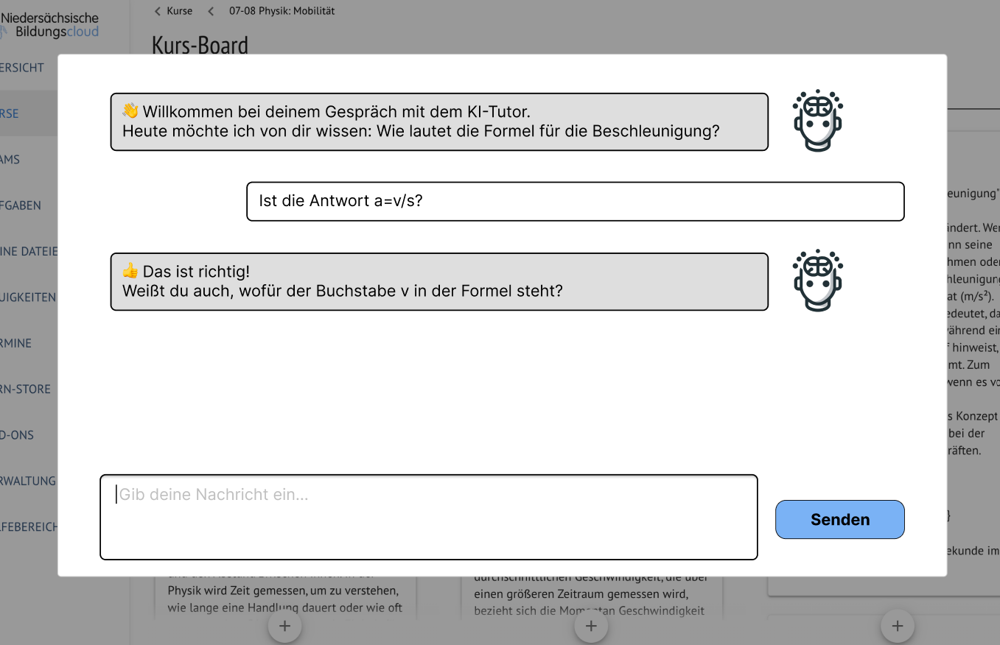 Niedersächsische
Bildungscloud
Kurse
07-08 Physik: Mobilität
Kurs-Board
ERSICHT
RSE
AMS
FGABEN
INE DATEIE
UIGKEITEN
RMINE
RN-STORE
D-ONS
RWALTUNG
LFEBEREICH
👋 Willkommen bei deinem Gespräch mit dem KI-Tutor.
Heute möchte ich von dir wissen: Wie lautet die Formel für die Beschleunigung?
Ist die Antwort a=v/s?
👍 Das ist richtig!
Weißt du auch, wofür der Buchstabe v in der Formel steht?
Gib deine Nachricht ein...
Senden
eunigung"
indert. Wer
nn seine
hmen oder
hleunigung
at (m/s²).
edeutet, da
ährend ein
f hinweist,
mt. Zum
wenn es vo
s Konzept
bei der
räften.
}
ekunde im
Physik wird Zeit gemessen, um zu verstehen,
wie lange eine Handlung dauert oder wie oft
durchschnittlichen Geschwindigkeit, die über
einen größeren Zeitraum gemessen wird,
bezieht sich die Momentan Geschwindigkeit